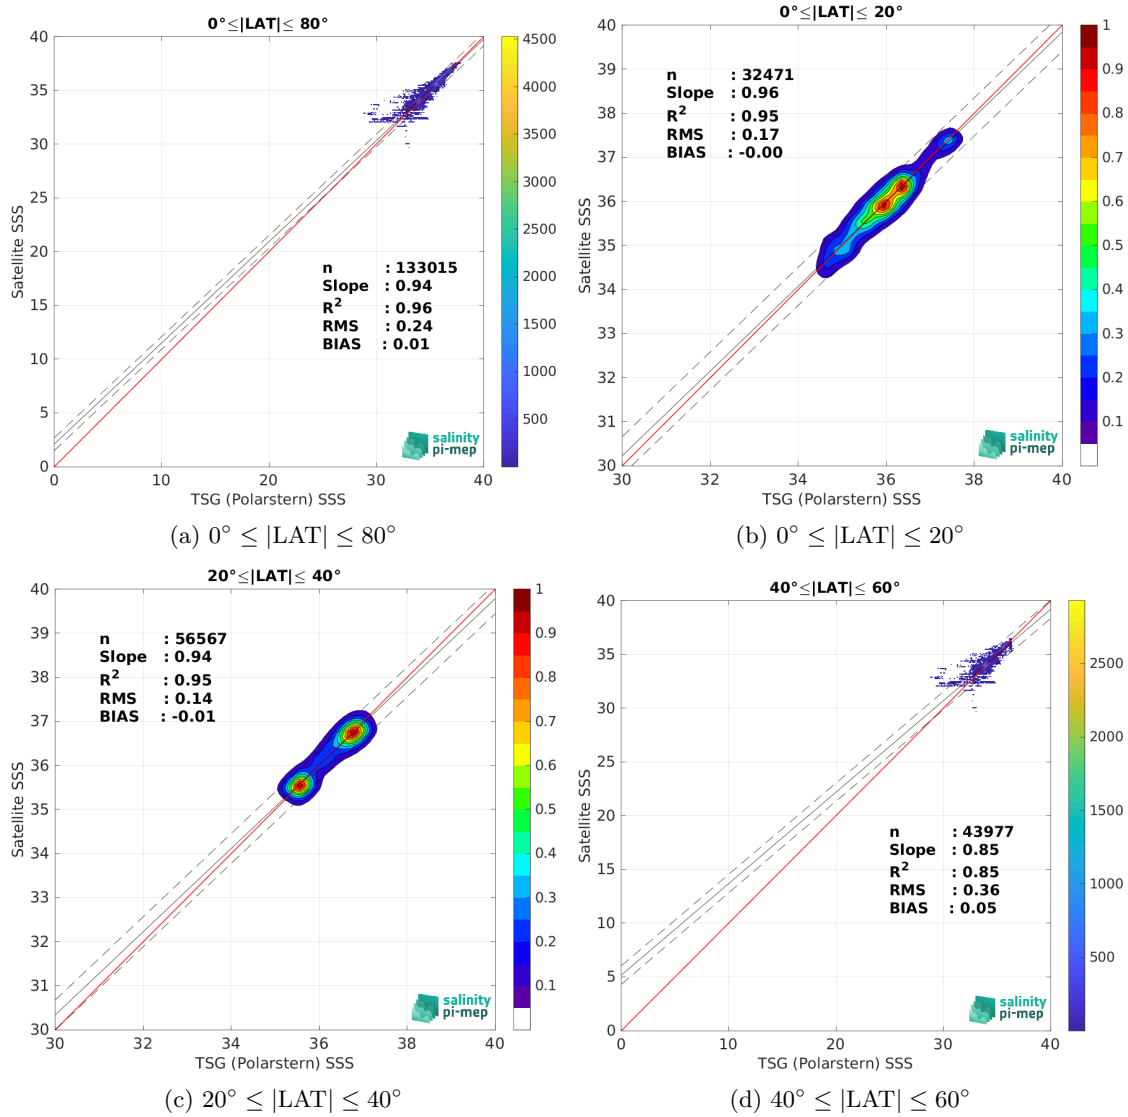 0°≤|LAT|≤ 80°
40
35
30
25
20
15
10
5
0
Satellite SSS
n : 133015
Slope : 0.94
R² : 0.96
RMS : 0.24
BIAS : 0.01
salinity
pi-mep
0 10 20 30 40
TSG (Polarstern) SSS
4500
4000
3500
3000
2500
2000
1500
1000
500
(a) 0° ≤ |LAT| ≤ 80°
0°≤|LAT|≤ 20°
40
39
38
37
36
35
34
33
32
31
30
Satellite SSS
n : 32471
Slope : 0.96
R² : 0.95
RMS : 0.17
BIAS : -0.00
salinity
pi-mep
30 32 34 36 38 40
TSG (Polarstern) SSS
1
0.9
0.8
0.7
0.6
0.5
0.4
0.3
0.2
0.1
(b) 0° ≤ |LAT| ≤ 20°
20°≤|LAT|≤ 40°
40
39
38
37
36
35
34
33
32
31
30
Satellite SSS
n : 56567
Slope : 0.94
R² : 0.95
RMS : 0.14
BIAS : -0.01
salinity
pi-mep
30 32 34 36 38 40
TSG (Polarstern) SSS
1
0.9
0.8
0.7
0.6
0.5
0.4
0.3
0.2
0.1
(c) 20° ≤ |LAT| ≤ 40°
40°≤|LAT|≤ 60°
40
35
30
25
20
15
10
5
0
Satellite SSS
n : 43977
Slope : 0.85
R² : 0.85
RMS : 0.36
BIAS : 0.05
salinity
pi-mep
0 10 20 30 40
TSG (Polarstern) SSS
2500
2000
1500
1000
500
(d) 40° ≤ |LAT| ≤ 60°